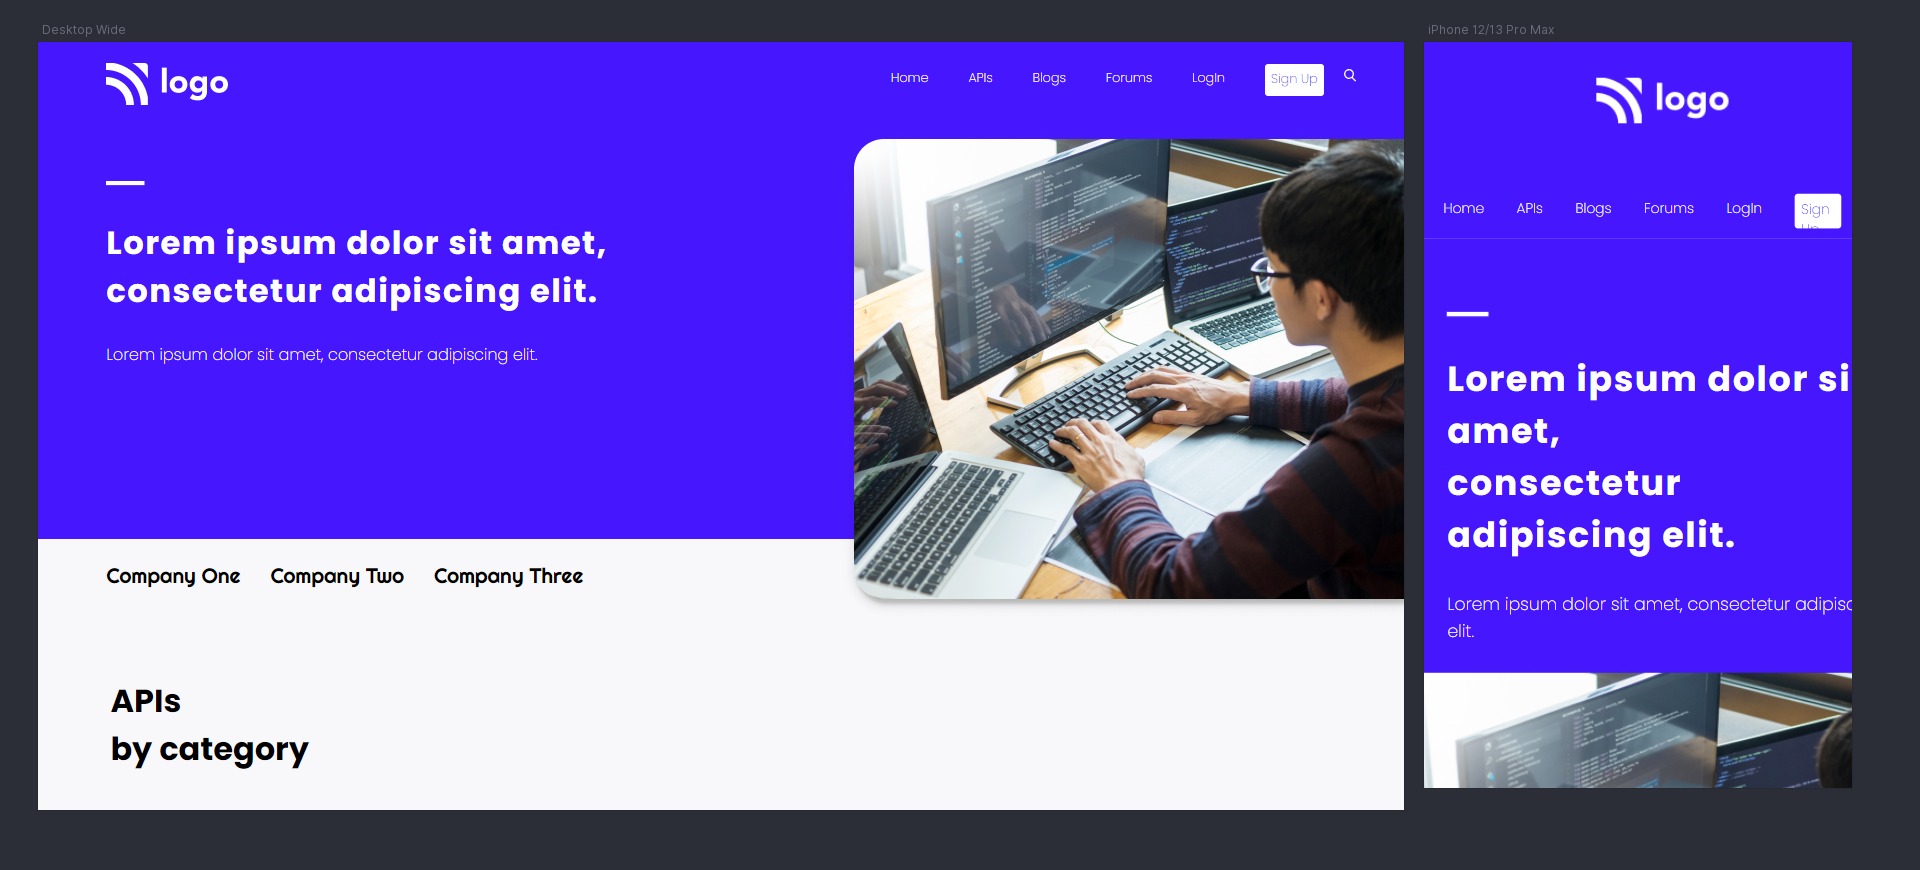 Desktop Wide
logo
Home APIs Blogs Forums LogIn Sign Up
Lorem ipsum dolor sit amet,
consectetur adipiscing elit.
Lorem ipsum dolor sit amet, consectetur adipiscing elit.
Company One Company Two Company Three
APIs
by category
iPhone 12/13 Pro Max
logo
Home APIs Blogs Forums LogIn Sign
Up
Lorem ipsum dolor si
amet,
consectetur
adipiscing elit.
Lorem ipsum dolor sit amet, consectetur adipisc
elit.